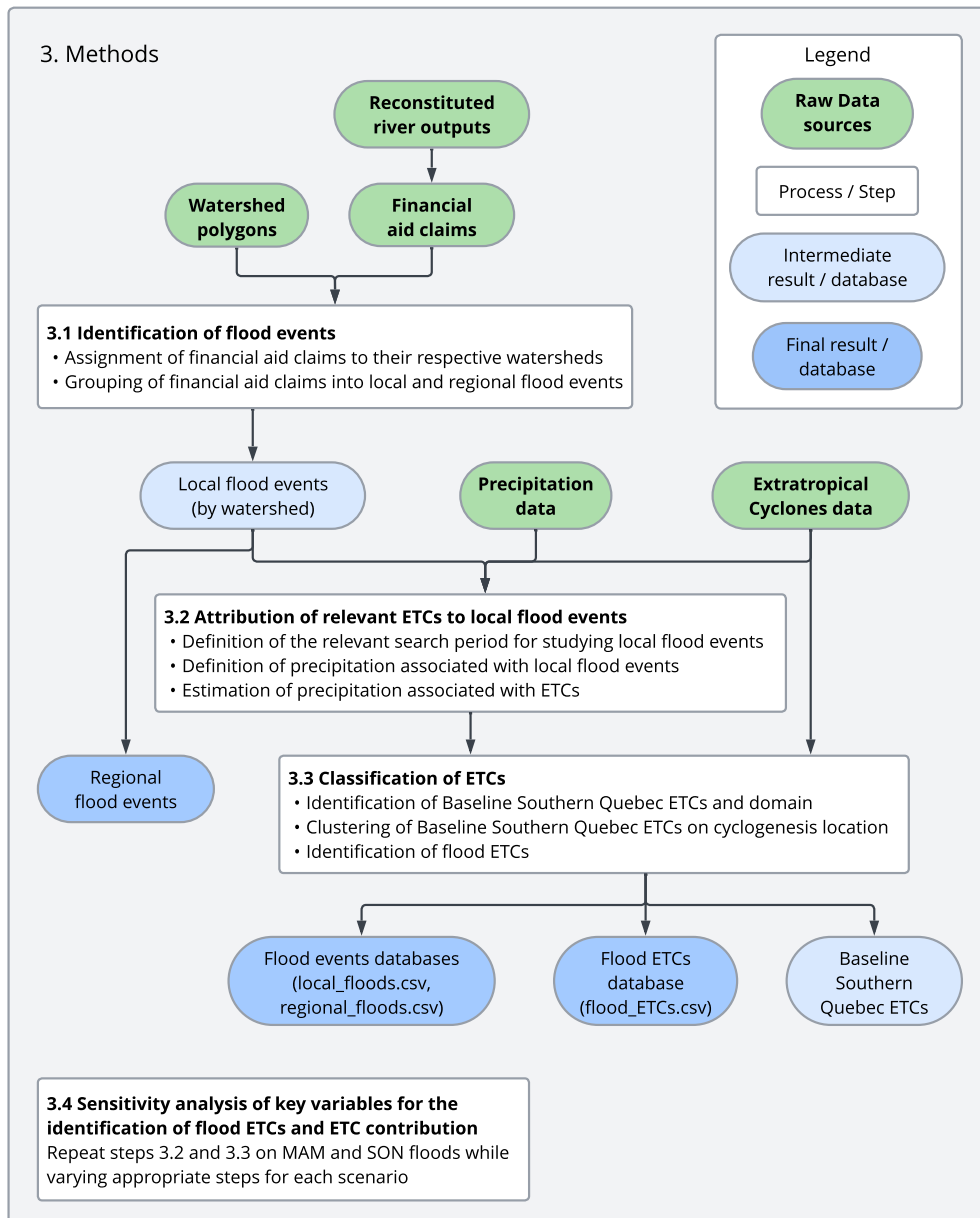 3. Methods
Legend
Raw Data
sources
Process / Step
Intermediate
result / database
Final result /
database
Reconstituted
river outputs
Watershed
polygons
Financial
aid claims
3.1 Identification of flood events
• Assignment of financial aid claims to their respective watersheds
• Grouping of financial aid claims into local and regional flood events
Local flood events
(by watershed)
Precipitation
data
Extratropical
Cyclones data
3.2 Attribution of relevant ETCs to local flood events
• Definition of the relevant search period for studying local flood events
• Definition of precipitation associated with local flood events
• Estimation of precipitation associated with ETCs
Regional
flood events
3.3 Classification of ETCs
• Identification of Baseline Southern Quebec ETCs and domain
• Clustering of Baseline Southern Quebec ETCs on cyclogenesis location
• Identification of flood ETCs
Flood events databases
(local_floods.csv,
regional_floods.csv)
Flood ETCs
database
(flood_ETCs.csv)
Baseline
Southern
Quebec ETCs
3.4 Sensitivity analysis of key variables for the
identification of flood ETCs and ETC contribution
Repeat steps 3.2 and 3.3 on MAM and SON floods while
varying appropriate steps for each scenario